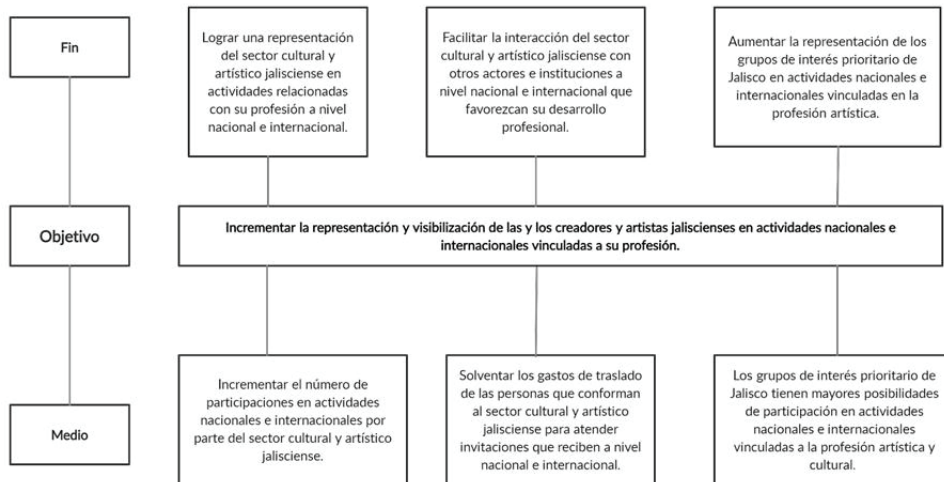 Fin
Lograr una representación
del sector cultural y
artístico jalisciense en
actividades relacionadas
con su profesión a nivel
nacional e internacional.
Facilitar la interacción del sector
cultural y artístico jalisciense con
otros actores e instituciones a
nivel nacional e internacional que
favorezcan su desarrollo
profesional.
Aumentar la representación de los
grupos de interés prioritario de
Jalisco en actividades nacionales e
internacionales vinculadas en la
profesión artística.
Objetivo
Incrementar la representación y visibilización de las y los creadores y artistas jaliscienses en actividades nacionales e
internacionales vinculadas a su profesión.
Medio
Incrementar el número de
participaciones en actividades
nacionales e internacionales por
parte del sector cultural y artístico
jalisciense.
Solventar los gastos de traslado
de las personas que conforman
al sector cultural y artístico
jalisciense para atender
invitaciones que reciben a nivel
nacional e internacional.
Los grupos de interés prioritario de
Jalisco tienen mayores posibilidades
de participación en actividades
nacionales e internacionales
vinculadas a la profesión artística y
cultural.